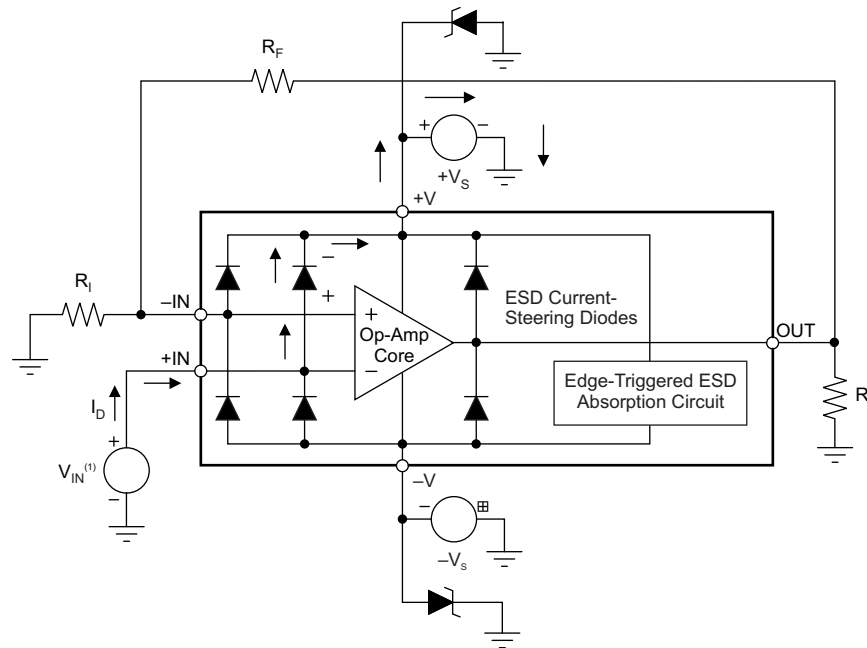 R_F
+ −
+V_S
+V
R_I
−
+
−IN
+
ESD Current-
Steering Diodes
Op-Amp
Core
OUT
+IN
−
Edge-Triggered ESD
Absorption Circuit
R
I_D
+
V_IN^(1)
−
−V
−
−V_S